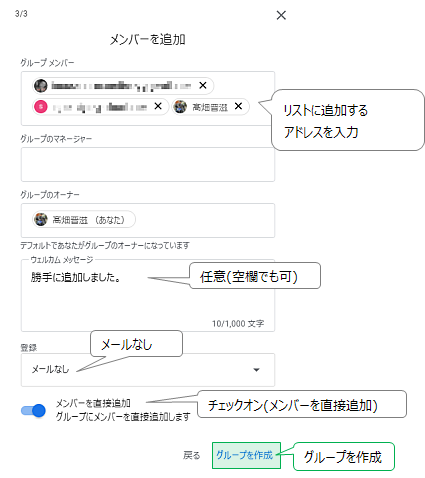 3/3
メンバーを追加
グループ メンバー
髙畑晋滋
リストに追加する
アドレスを入力
グループのマネージャー
グループのオーナー
髙畑晋滋 (あなた)
デフォルトであなたがグループのオーナーになっています
ウェルカム メッセージ
勝手に追加しました。
任意(空欄でも可)
10/1,000 文字
メールなし
登録
メールなし
メンバーを直接追加
グループにメンバーを直接追加します
チェックオン(メンバーを直接追加)
戻る
グループを作成
グループを作成